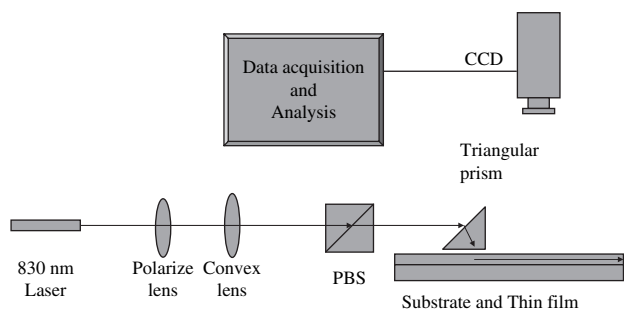 Data acquisition
and
Analysis
CCD
Triangular
prism
830 nm
Laser
Polarize
lens
Convex
lens
PBS
Substrate and Thin film